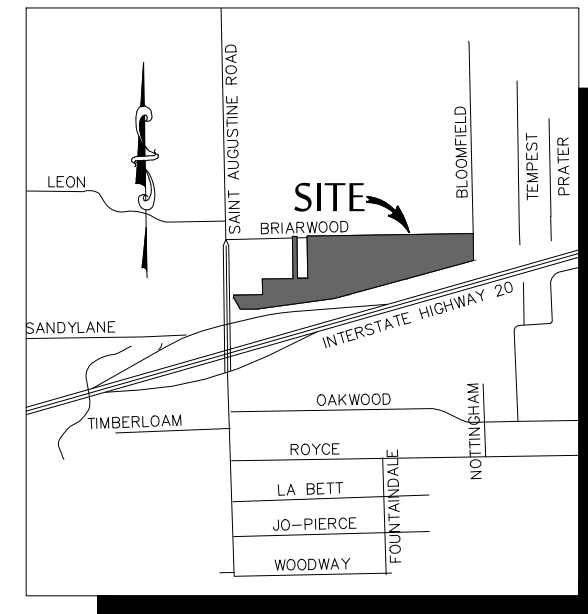 SAINT AUGUSTINE ROAD
BLOOMFIELD
TEMPEST
PRATER
LEON
SITE
BRIARWOOD
SANDYLANE
INTERSTATE HIGHWAY 20
OAKWOOD
TIMBERLOAM
NOTTINGHAM
ROYCE
FOUNTAINDALE
LA BETT
JO-PIERCE
WOODWAY